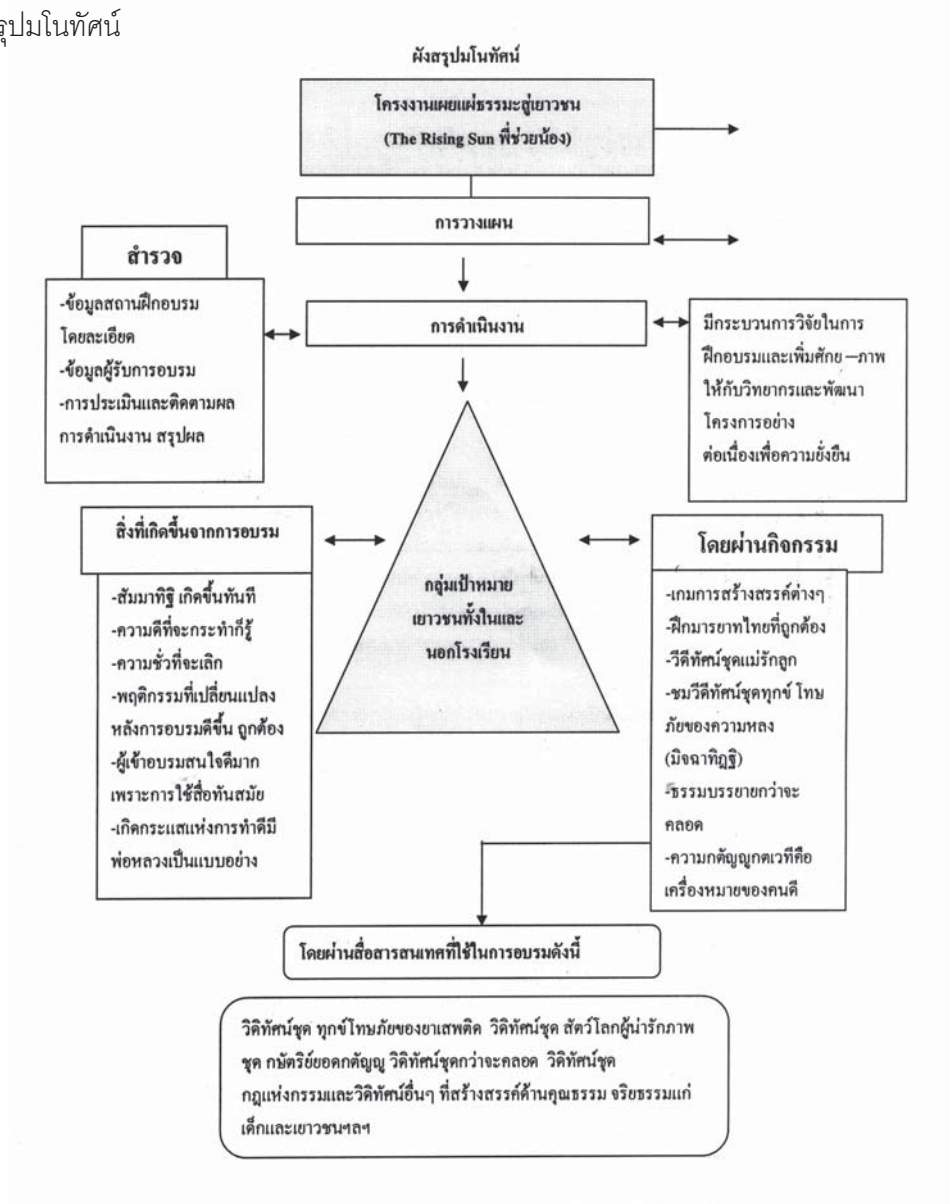 รุปมโนทัศน์
ผังสรุปมโนทัศน์
โครงงานเผยแผ่ธรรมะสู่เยาวชน
(The Rising Sun พี่ช่วยน้อง)
การวางแผน
สำรวจ
-ข้อมูลสถานฝึกอบรม
โดยละเอียด
-ข้อมูลผู้รับการอบรม
-การประเมินและติดตามผล
การดำเนินงาน สรุปผล
การดำเนินงาน
มีกระบวนการวิจัยในการ
ฝึกอบรมและเพิ่มศักย –ภาพ
ให้กับวิทยากรและพัฒนา
โครงการอย่าง
ต่อเนื่องเพื่อความยั่งยืน
สิ่งที่เกิดขึ้นจากการอบรม
-สัมมาทิฐิ เกิดขึ้นทันที
-ความดีที่จะกระทำก็รู้
-ความชั่วที่จะเลิก
-พฤติกรรมที่เปลี่ยนแปลง
หลังการอบรมดีขึ้น ถูกต้อง
-ผู้เข้าอบรมสนใจดีมาก
เพราะการใช้สื่อทันสมัย
-เกิดกระแสแห่งการทำดีมี
พ่อหลวงเป็นแบบอย่าง
กลุ่มเป้าหมาย
เยาวชนทั้งในและ
นอกโรงเรียน
โดยผ่านกิจกรรม
-เกมการสร้างสรรค์ต่างๆ
-ฝึกมารยาทไทยที่ถูกต้อง
-วีดีทัศน์ชุดแม่รักลูก
-ชมวีดีทัศน์ชุดทุกข์ โทษ
ภัยของความหลง
(มิจฉาทิฏฐิ)
-ธรรมบรรยายกว่าจะ
คลอด
-ความกตัญญูกตเวทีคือ
เครื่องหมายของคนดี
โดยผ่านสื่อสารสนเทศที่ใช้ในการอบรมดังนี้
วิดิทัศน์ชุด ทุกข์โทษภัยของยาเสพติด วิดิทัศน์ชุด สัตว์โลกผู้น่ารักภาพ
ชุด กษัตริย์ยอดกตัญญู วิดิทัศน์ชุดกว่าจะคลอด วิดิทัศน์ชุด
กฎแห่งกรรมและวิดิทัศน์อื่นๆ ที่สร้างสรรค์ด้านคุณธรรม จริยธรรมแก่
เด็กและเยาวชนฯลฯ